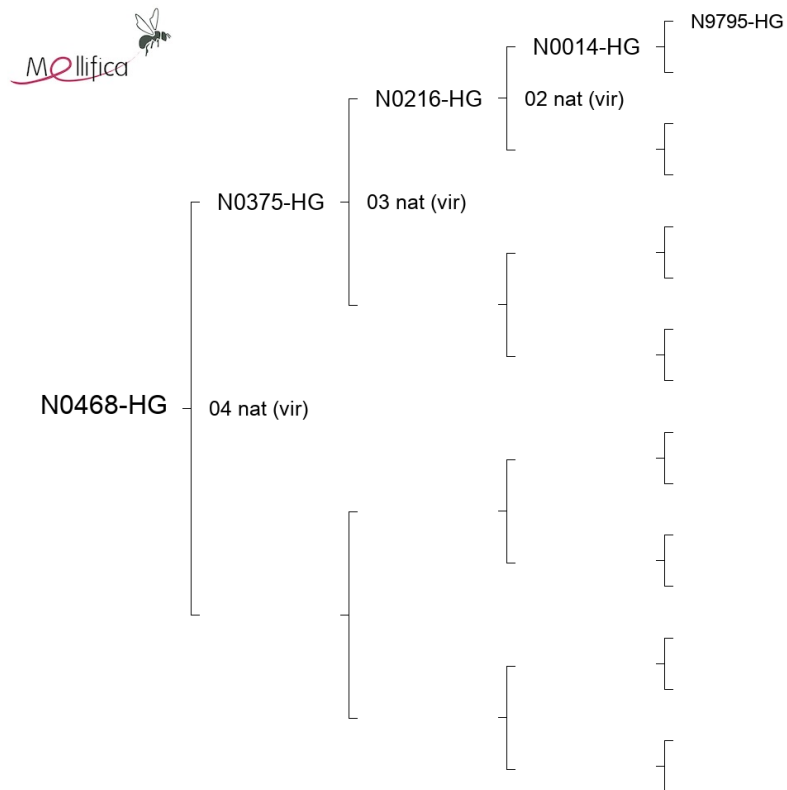 Mellifica
N9795-HG
N0014-HG
N0216-HG
02 nat (vir)
N0375-HG
03 nat (vir)
N0468-HG
04 nat (vir)